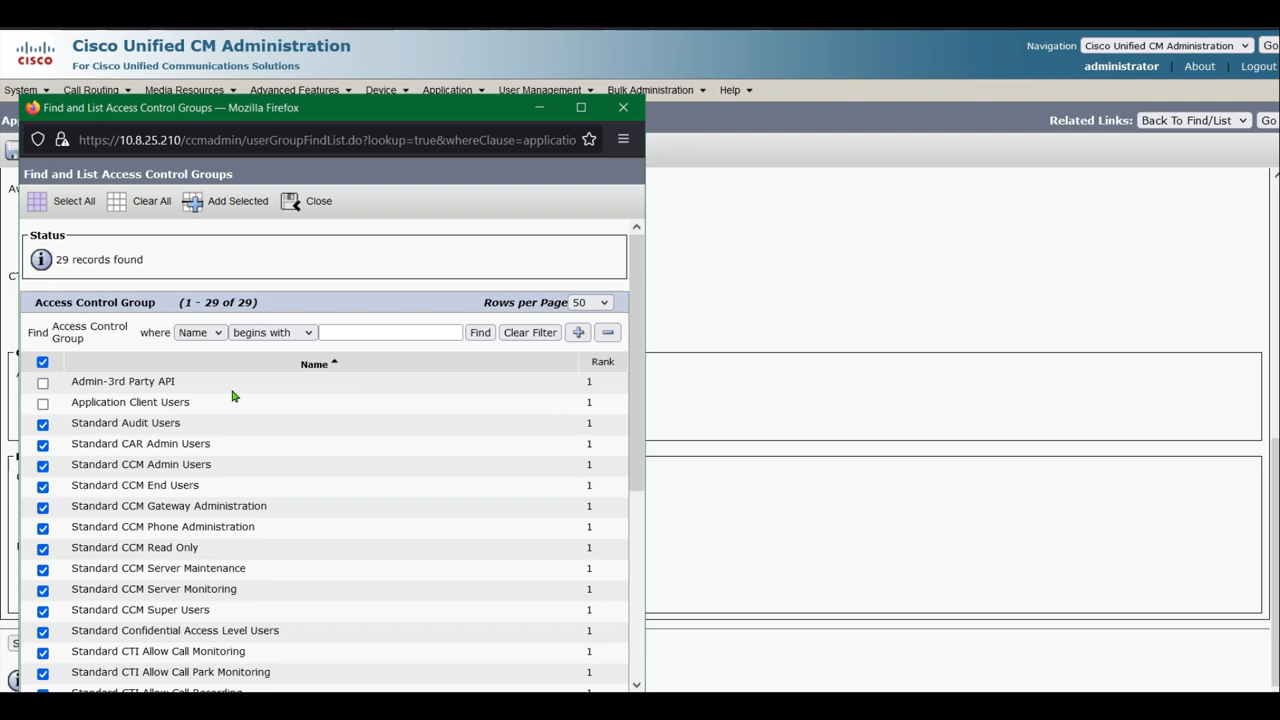 Cisco Unified CM Administration
For Cisco Unified Communications Solutions
CISCO
Navigation Cisco Unified CM Administration Go
administrator | About | Logout
System Call Routing Media Resources Advanced Features Device Application User Management Bulk Administration Help
Related Links: Back To Find/List Go
Find and List Access Control Groups — Mozilla Firefox
https://10.8.25.210/ccmadmin/userGroupFindList.do?lookup=true&whereClause=applicatio
Find and List Access Control Groups
Select All Clear All Add Selected Close
Status
29 records found
Access Control Group (1 - 29 of 29) Rows per Page 50
Find Access Control Group where Name begins with Find Clear Filter
Name Rank
Admin-3rd Party API 1
Application Client Users 1
Standard Audit Users 1
Standard CAR Admin Users 1
Standard CCM Admin Users 1
Standard CCM End Users 1
Standard CCM Gateway Administration 1
Standard CCM Phone Administration 1
Standard CCM Read Only 1
Standard CCM Server Maintenance 1
Standard CCM Server Monitoring 1
Standard CCM Super Users 1
Standard Confidential Access Level Users 1
Standard CTI Allow Call Monitoring 1
Standard CTI Allow Call Park Monitoring 1
Standard CTI Allow Call Recording